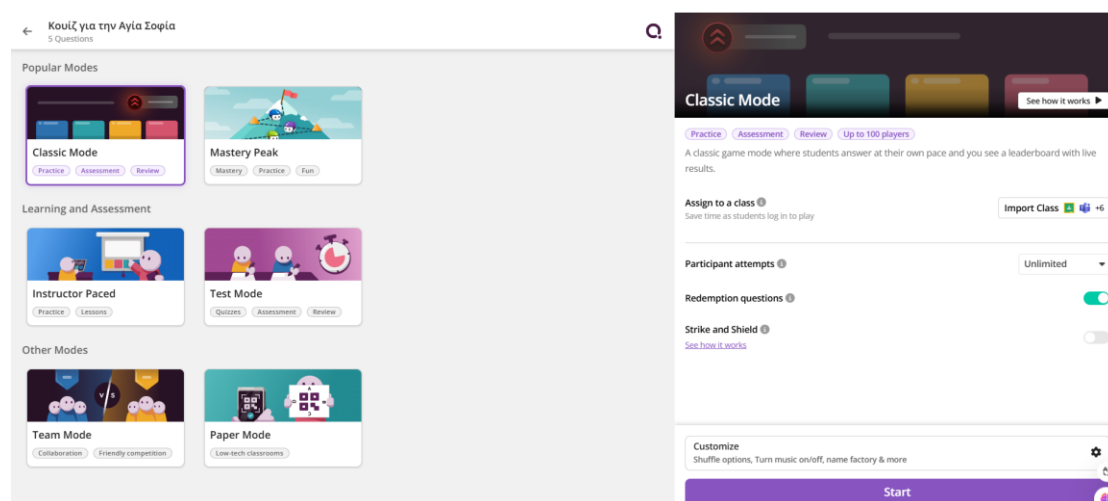 Κουίζ για την Αγία Σοφία
5 Questions
Popular Modes
Classic Mode
Practice Assessment Review
Mastery Peak
Mastery Practice Fun
Learning and Assessment
Instructor Paced
Practice Lessons
Test Mode
Quizzes Assessment Review
Other Modes
V S
Team Mode
Collaboration Friendly competition
Paper Mode
Low-tech classrooms
Classic Mode
See how it works
Practice Assessment Review Up to 100 players
A classic game mode where students answer at their own pace and you see a leaderboard with live
results.
Assign to a class
Save time as students log in to play
Import Class +6
Participant attempts
Unlimited
Redemption questions
Strike and Shield
See how it works
Customize
Shuffle options, Turn music on/off, name factory & more
Start